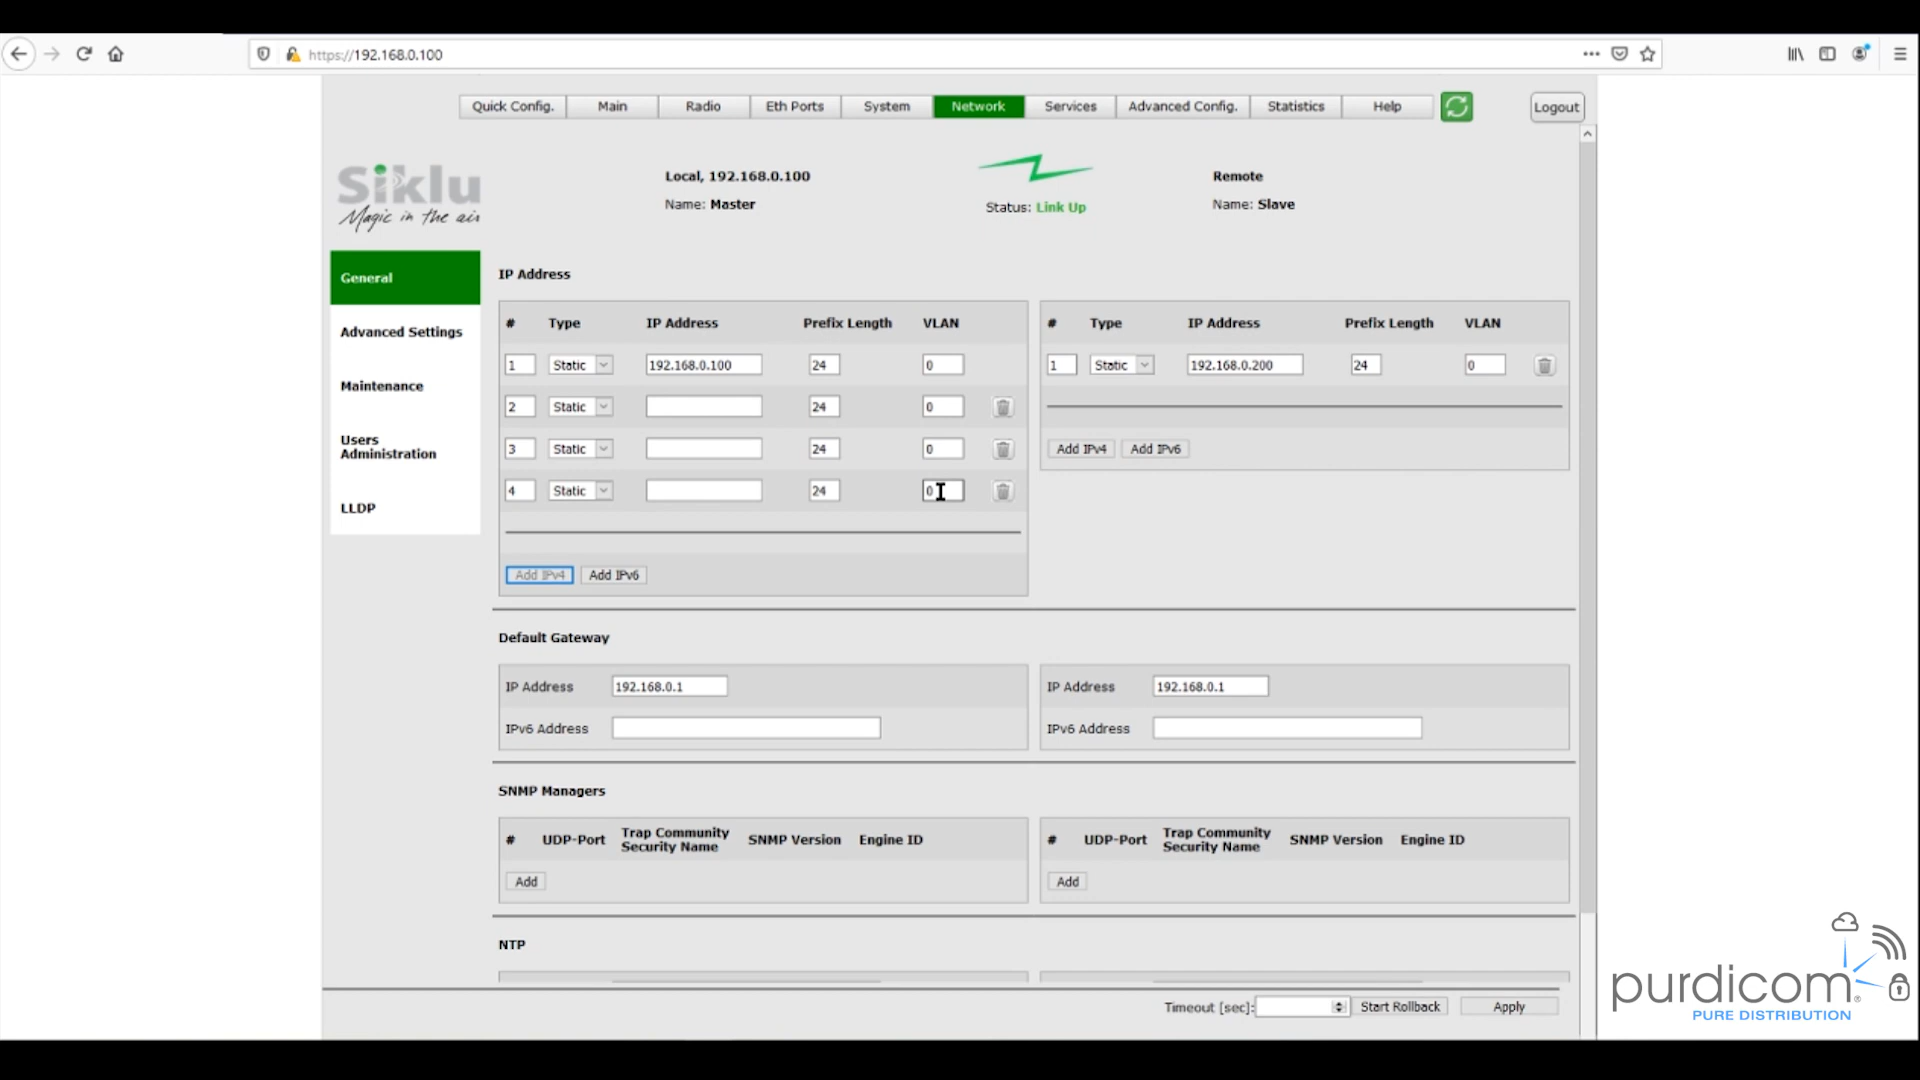 https://192.168.0.100
Quick Config. Main Radio Eth Ports System Network Services Advanced Config. Statistics Help Logout
Siklu
Magic in the air
Local, 192.168.0.100
Name: Master
Status: Link Up
Remote
Name: Slave
General
Advanced Settings
Maintenance
Users
Administration
LLDP
IP Address
# Type IP Address Prefix Length VLAN
1 Static 192.168.0.100 24 0
2 Static 24 0
3 Static 24 0
4 Static 24 0
Add IPv4 Add IPv6
# Type IP Address Prefix Length VLAN
1 Static 192.168.0.200 24 0
Add IPv4 Add IPv6
Default Gateway
IP Address 192.168.0.1
IPv6 Address
IP Address 192.168.0.1
IPv6 Address
SNMP Managers
# UDP-Port Trap Community Security Name SNMP Version Engine ID
Add
# UDP-Port Trap Community Security Name SNMP Version Engine ID
Add
NTP
Timeout [sec]: Start Rollback Apply
purdicom
PURE DISTRIBUTION